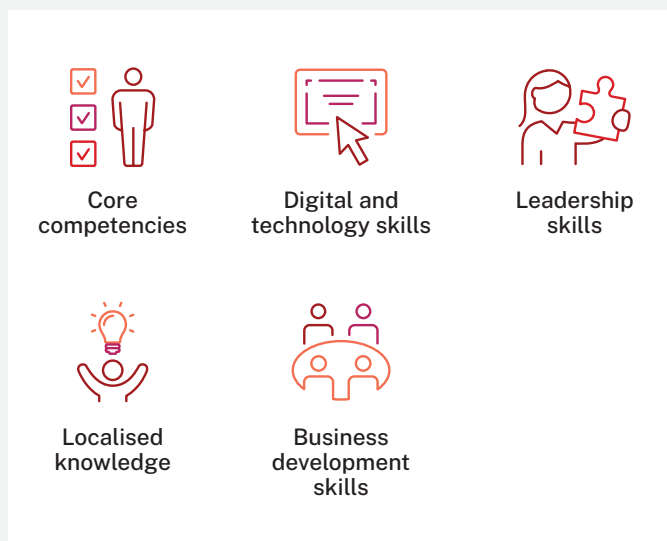 Core
competencies
Digital and
technology skills
Leadership
skills
Localised
knowledge
Business
development
skills